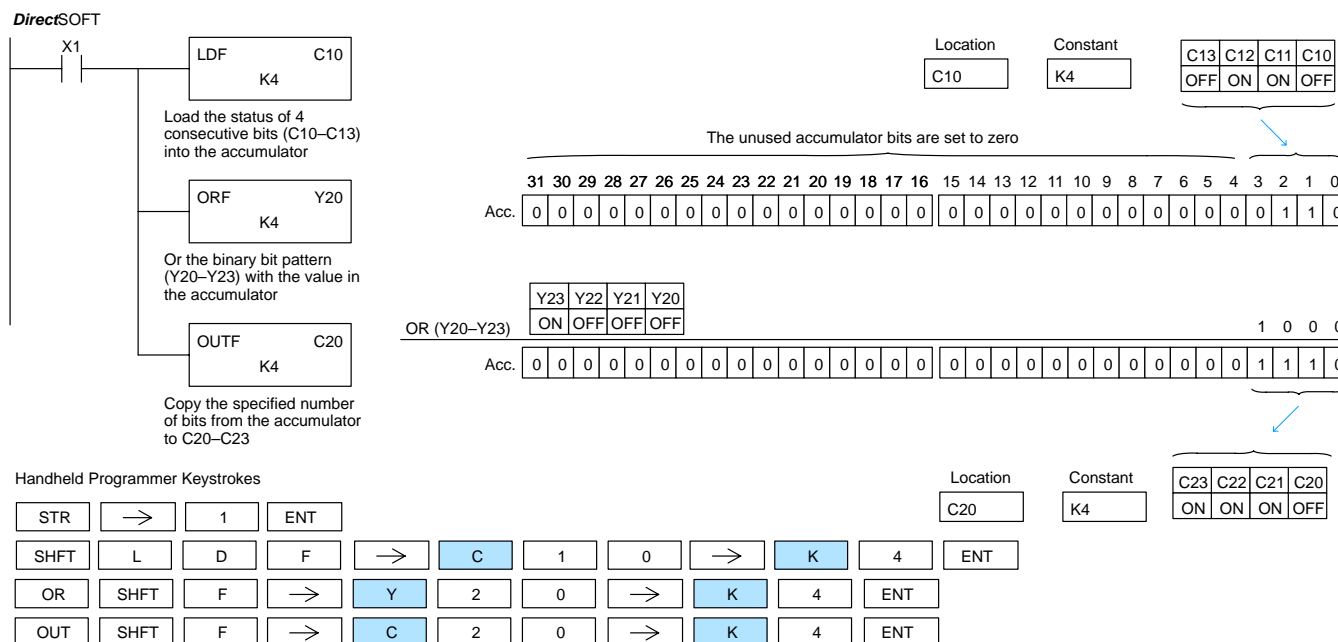 DirectSOFT
X1
LDF C10
K4
Load the status of 4
consecutive bits (C10–C13)
into the accumulator
ORF Y20
K4
Or the binary bit pattern
(Y20–Y23) with the value in
the accumulator
OUTF C20
K4
Copy the specified number
of bits from the accumulator
to C20–C23
Location Constant
C10 K4
C13 C12 C11 C10
OFF ON ON OFF
The unused accumulator bits are set to zero
31 30 29 28 27 26 25 24 23 22 21 20 19 18 17 16 15 14 13 12 11 10 9 8 7 6 5 4 3 2 1 0
Acc. 0 0 0 0 0 0 0 0 0 0 0 0 0 0 0 0 0 0 0 0 0 0 0 0 0 0 0 0 0 1 1 0
Y23 Y22 Y21 Y20
ON OFF OFF OFF
OR (Y20–Y23) 1 0 0 0
Acc. 0 0 0 0 0 0 0 0 0 0 0 0 0 0 0 0 0 0 0 0 0 0 0 0 0 0 0 0 1 1 1 0
Location Constant
C20 K4
C23 C22 C21 C20
ON ON ON OFF
Handheld Programmer Keystrokes
STR → 1 ENT
SHFT L D F → C 1 0 → K 4 ENT
OR SHFT F → Y 2 0 → K 4 ENT
OUT SHFT F → C 2 0 → K 4 ENT